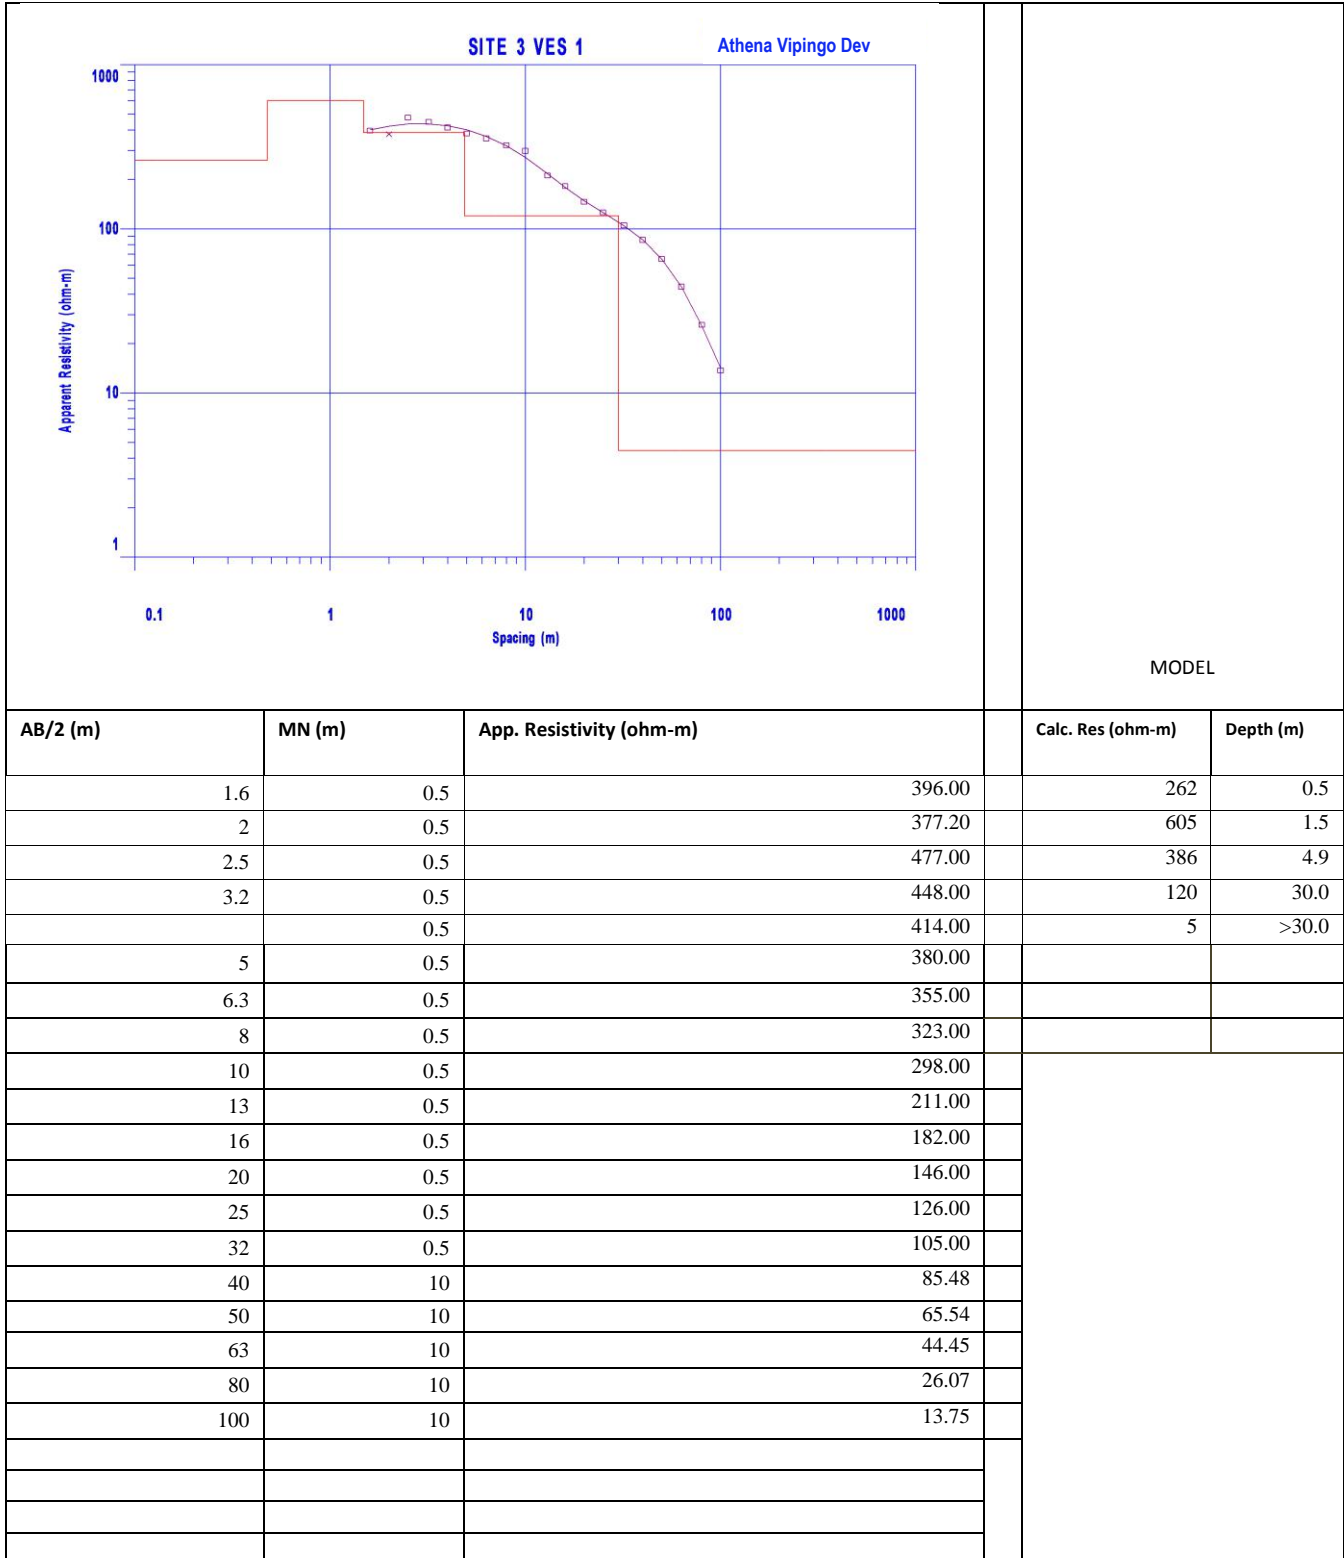 SITE 3 VES 1 Athena Vipingo Dev
1000
100
10
1
Apparent Resistivity (ohm-m)
0.1 1 10 100 1000
Spacing (m)
MODEL
AB/2 (m) MN (m) App. Resistivity (ohm-m) Calc. Res (ohm-m) Depth (m)
1.6 0.5 396.00 262 0.5
2 0.5 377.20 605 1.5
2.5 0.5 477.00 386 4.9
3.2 0.5 448.00 120 30.0
0.5 414.00 5 >30.0
5 0.5 380.00
6.3 0.5 355.00
8 0.5 323.00
10 0.5 298.00
13 0.5 211.00
16 0.5 182.00
20 0.5 146.00
25 0.5 126.00
32 0.5 105.00
40 10 85.48
50 10 65.54
63 10 44.45
80 10 26.07
100 10 13.75